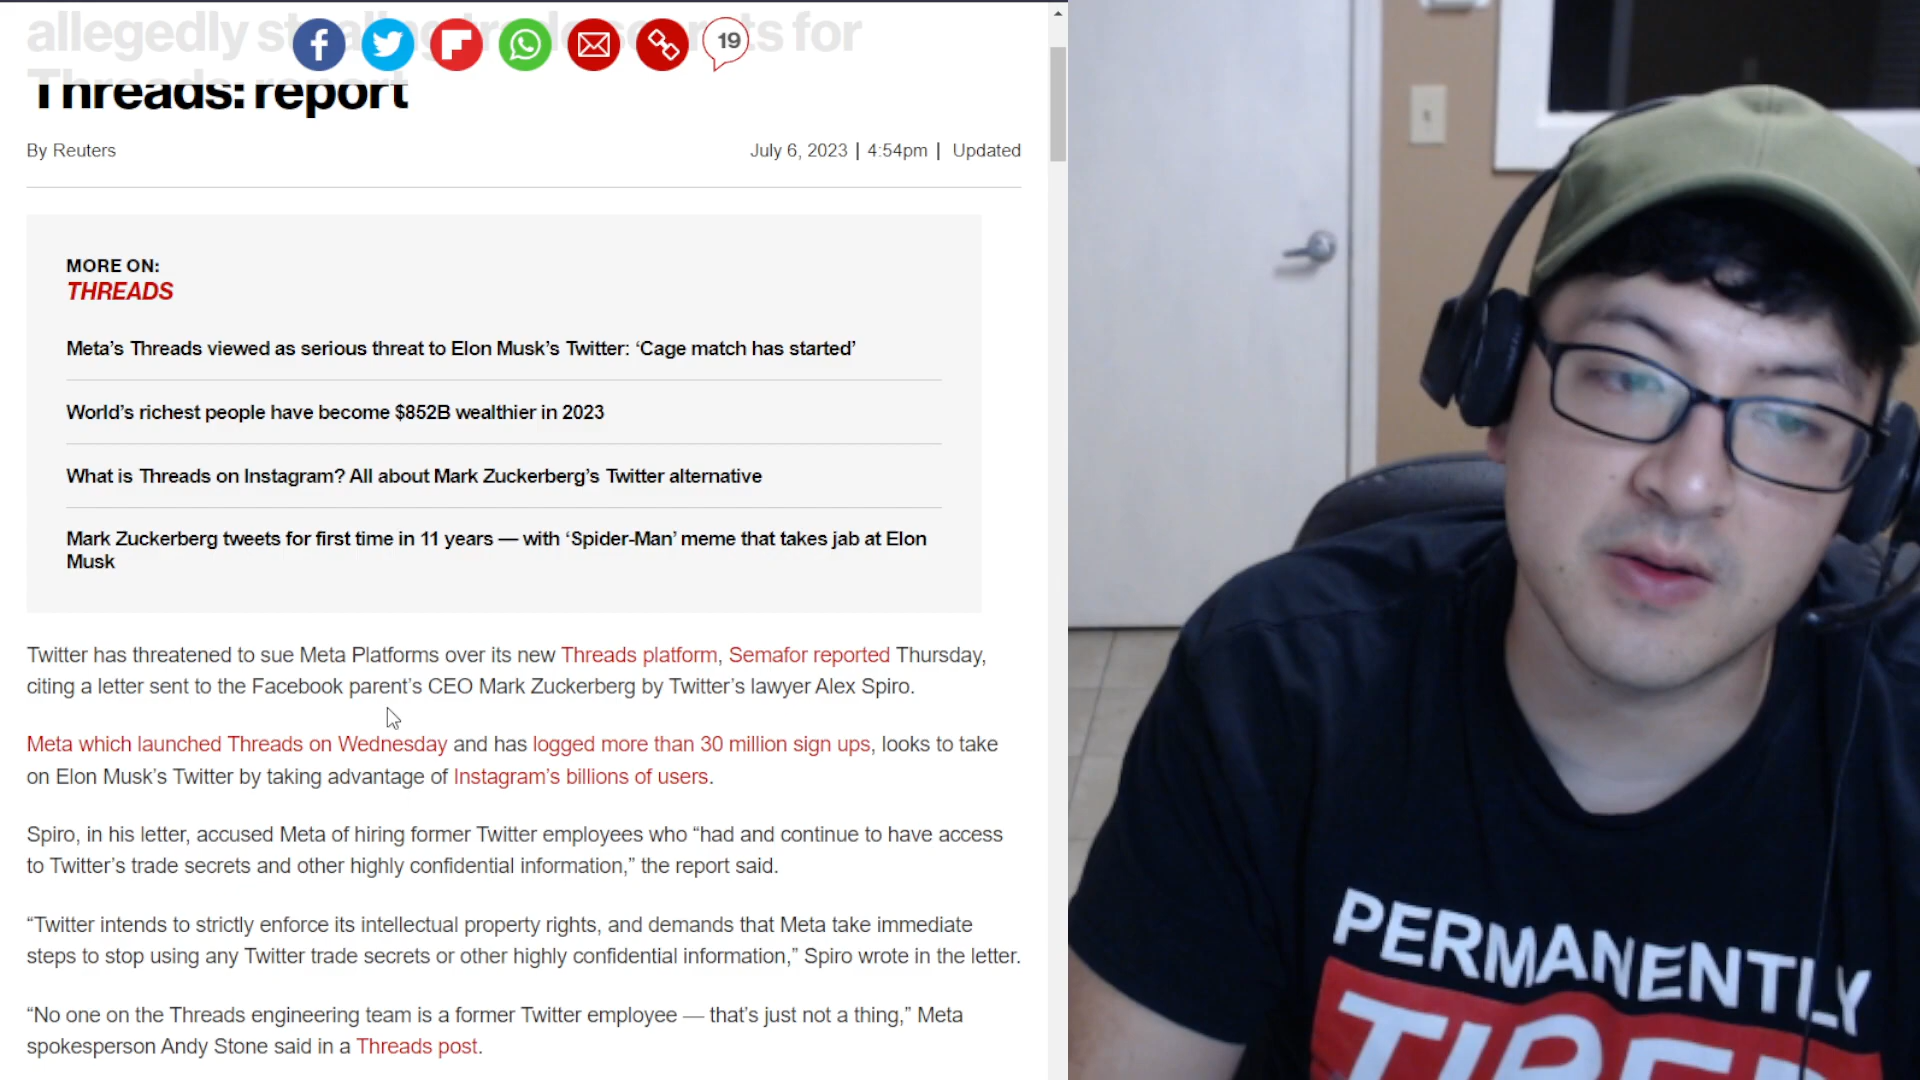 allegedly stealing trade secrets for
Threads: report
19
By Reuters
July 6, 2023 | 4:54pm | Updated
MORE ON:
THREADS
Meta’s Threads viewed as serious threat to Elon Musk’s Twitter: ‘Cage match has started’
World’s richest people have become $852B wealthier in 2023
What is Threads on Instagram? All about Mark Zuckerberg’s Twitter alternative
Mark Zuckerberg tweets for first time in 11 years — with ‘Spider-Man’ meme that takes jab at Elon
Musk
Twitter has threatened to sue Meta Platforms over its new Threads platform, Semafor reported Thursday,
citing a letter sent to the Facebook parent’s CEO Mark Zuckerberg by Twitter’s lawyer Alex Spiro.
Meta which launched Threads on Wednesday and has logged more than 30 million sign ups, looks to take
on Elon Musk’s Twitter by taking advantage of Instagram’s billions of users.
Spiro, in his letter, accused Meta of hiring former Twitter employees who “had and continue to have access
to Twitter’s trade secrets and other highly confidential information,” the report said.
“Twitter intends to strictly enforce its intellectual property rights, and demands that Meta take immediate
steps to stop using any Twitter trade secrets or other highly confidential information,” Spiro wrote in the letter.
“No one on the Threads engineering team is a former Twitter employee — that’s just not a thing,” Meta
spokesperson Andy Stone said in a Threads post.
PERMANENTLY
TIRED